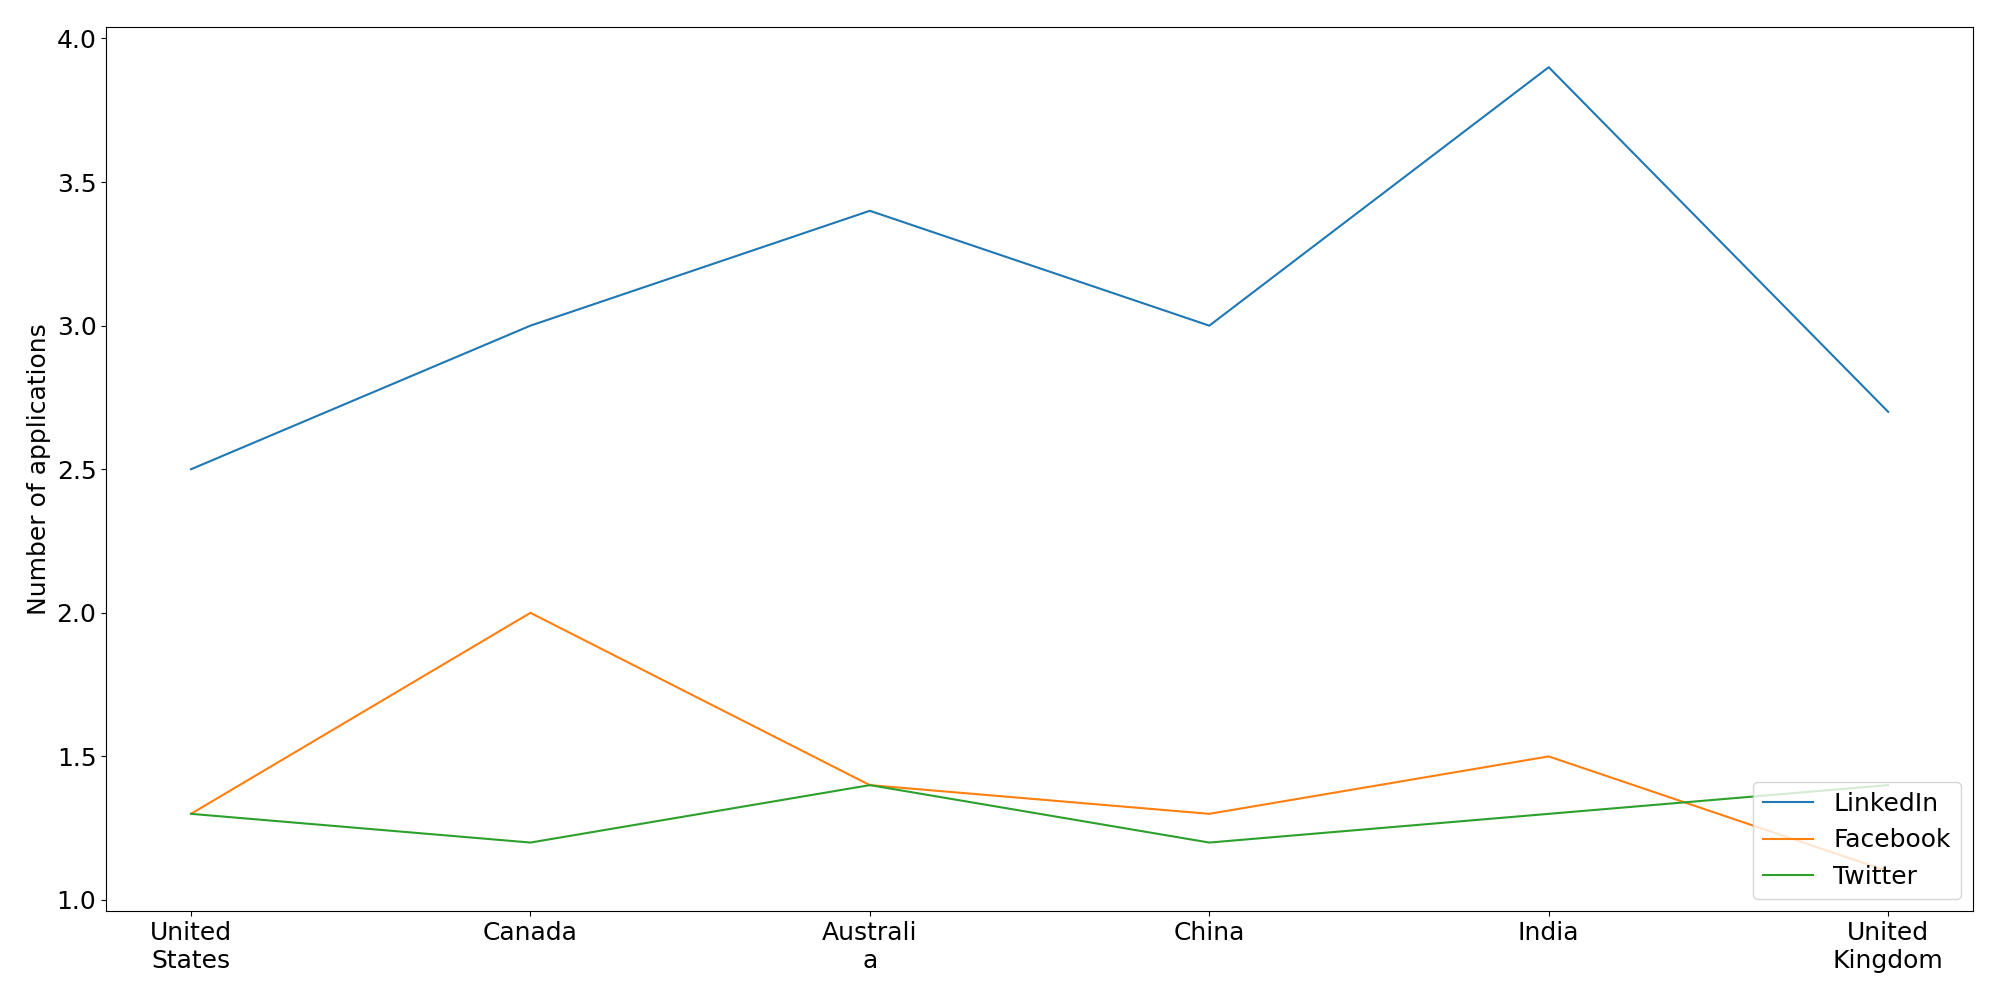 4.0
3.5
3.0
2.5
2.0
1.5
1.0
Number of applications
United
States
Canada
Australi
a
China
India
United
Kingdom
LinkedIn
Facebook
Twitter